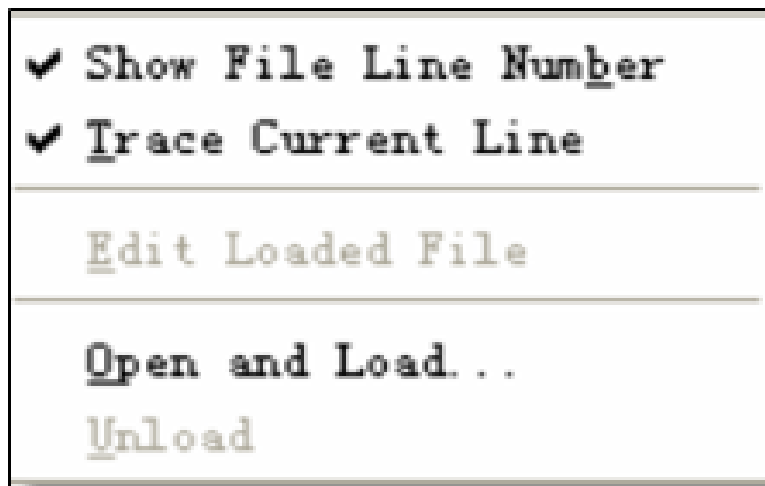 Show File Line Number
Trace Current Line
Edit Loaded File
Open and Load...
Unload